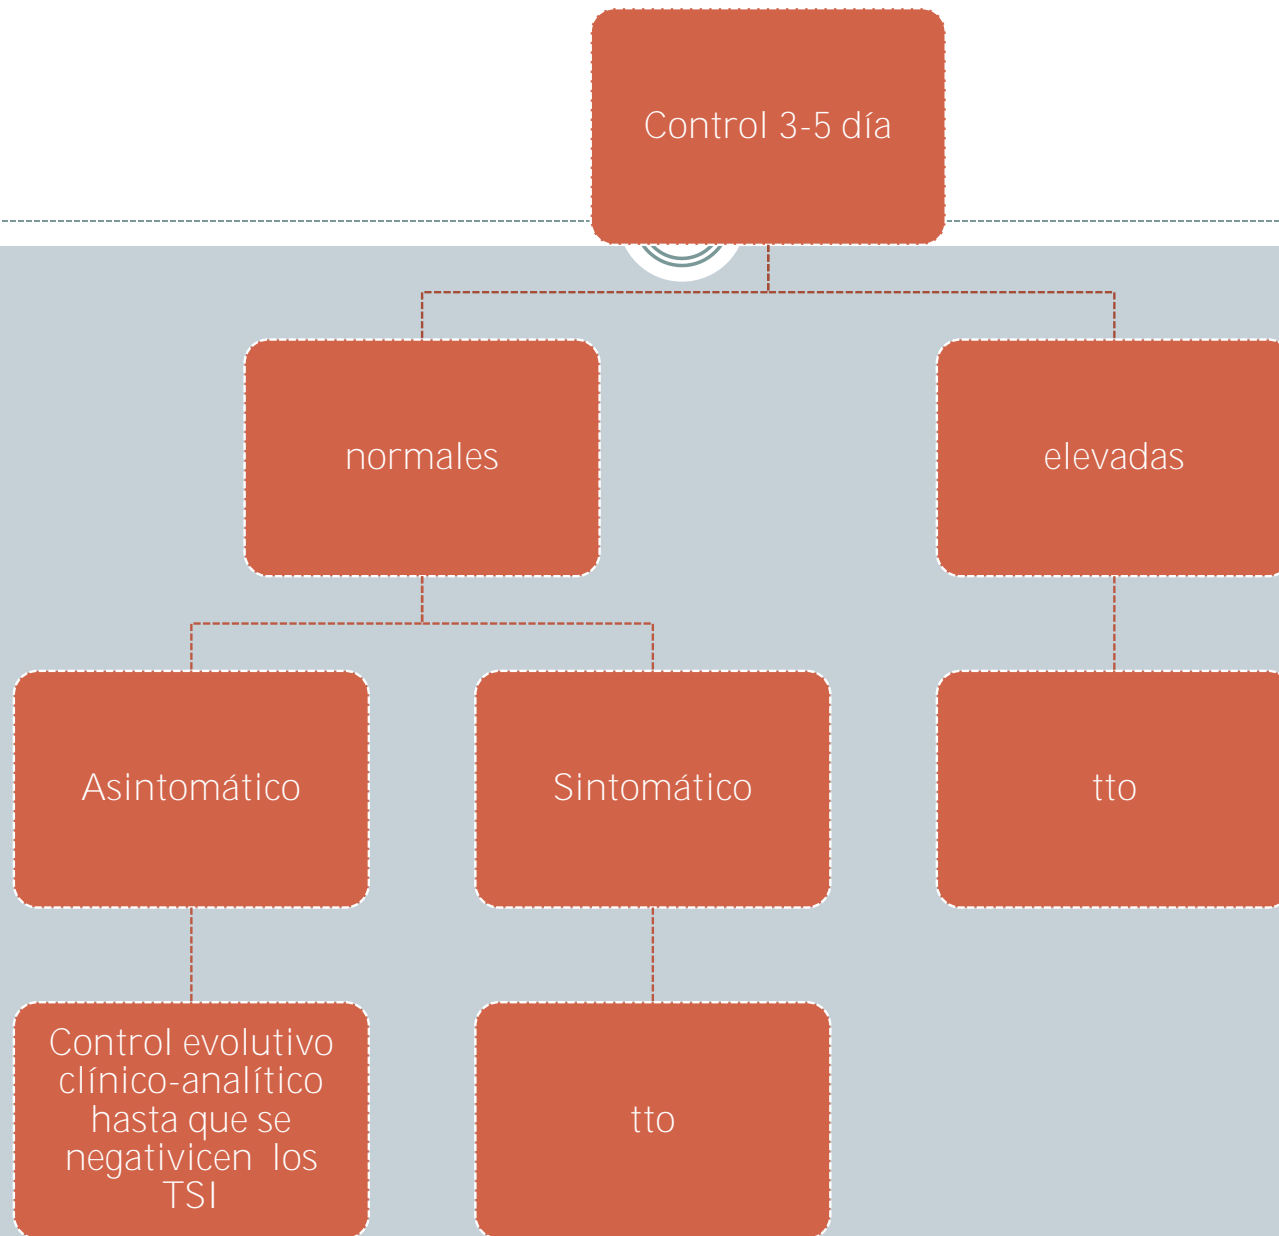 Control 3-5 día
normales
elevadas
Asintomático
Sintomático
tto
Control evolutivo
clínico-analítico
hasta que se
negativicen los
TSI
tto